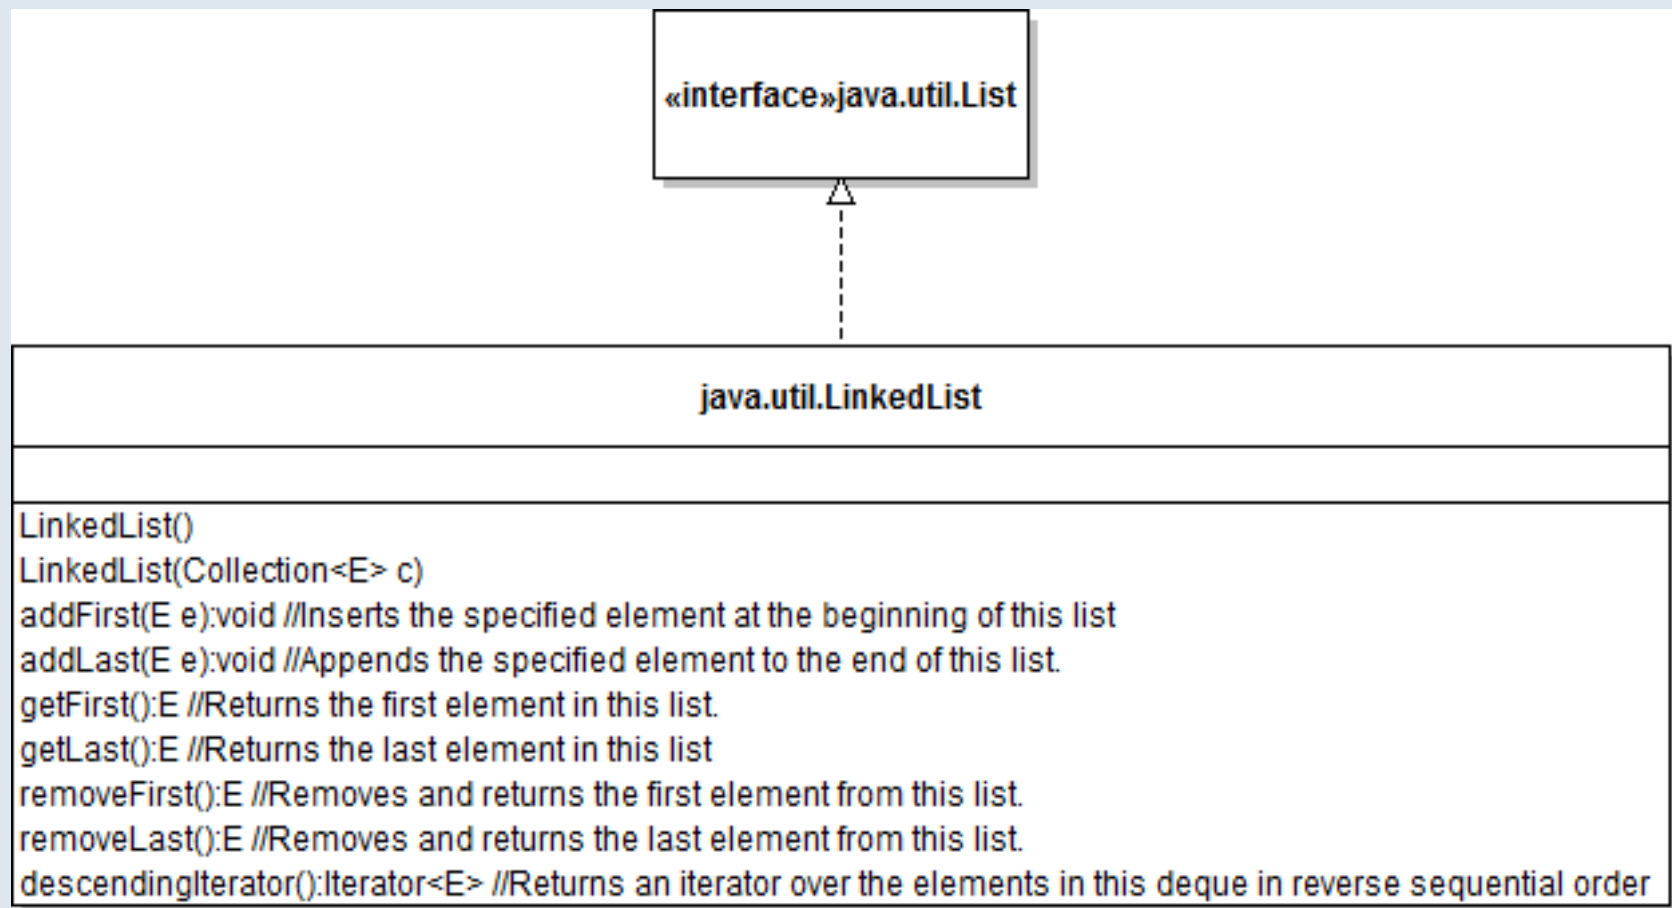 «interface»java.util.List
java.util.LinkedList
LinkedList()
LinkedList(Collection<E> c)
addFirst(E e):void //Inserts the specified element at the beginning of this list
addLast(E e):void //Appends the specified element to the end of this list.
getFirst():E //Returns the first element in this list.
getLast():E //Returns the last element in this list
removeFirst():E //Removes and returns the first element from this list.
removeLast():E //Removes and returns the last element from this list.
descendingIterator():Iterator<E> //Returns an iterator over the elements in this deque in reverse sequential order